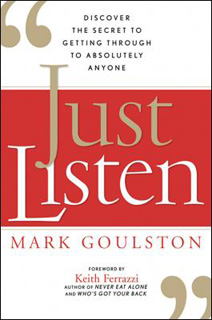 “
DISCOVER
THE SECRET TO
GETTING THROUGH
TO ABSOLUTELY
ANYONE
Just
Listen
MARK GOULSTON
FOREWORD BY
Keith Ferrazzi
AUTHOR OF NEVER EAT ALONE
AND WHO'S GOT YOUR BACK
”